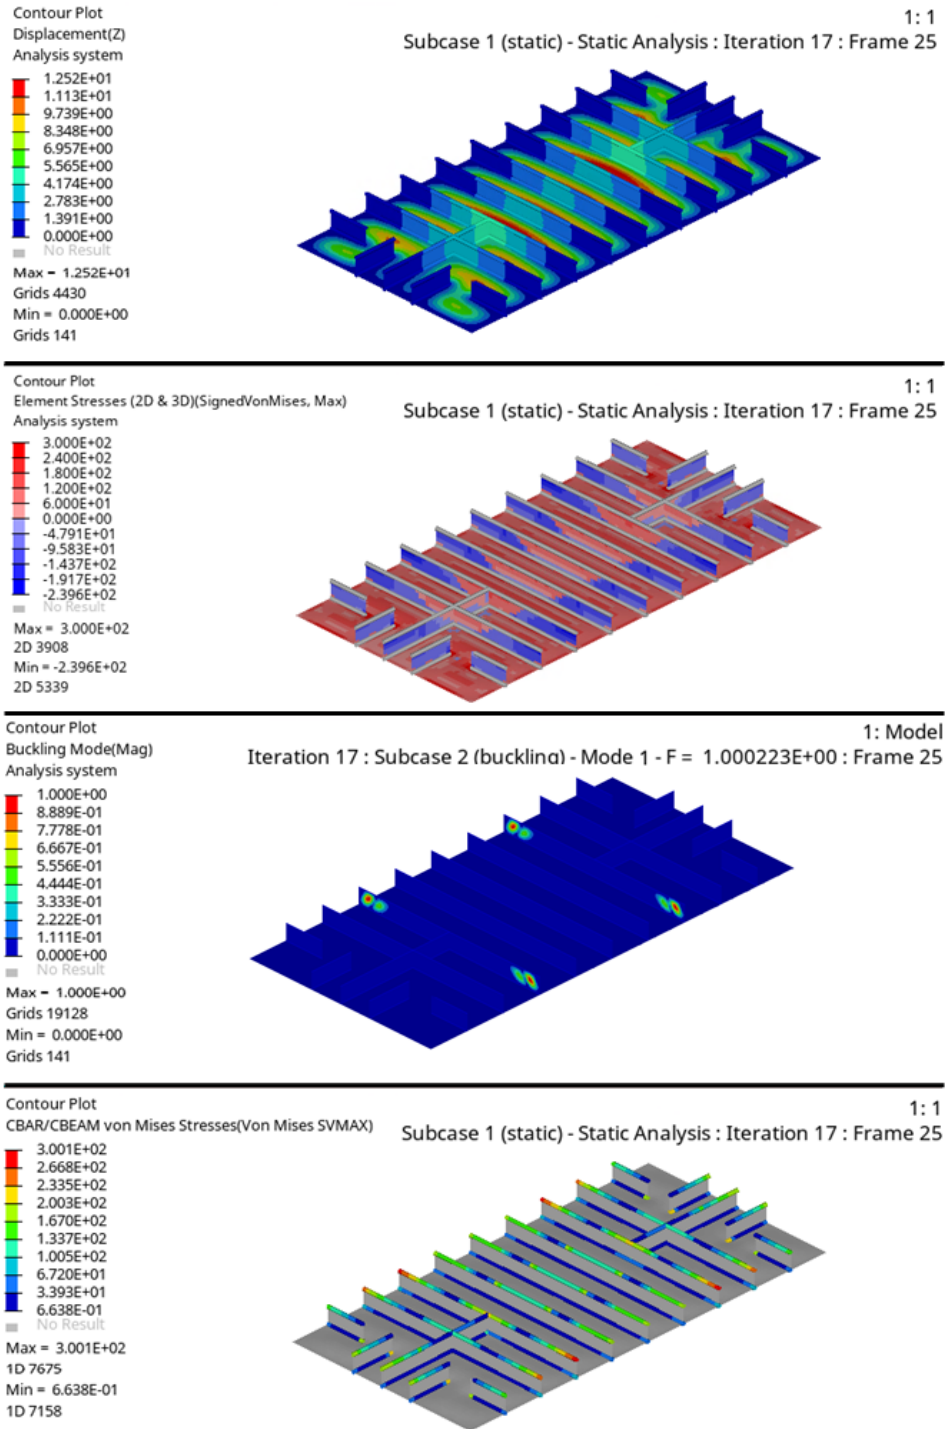 Contour Plot
Displacement(Z)
Analysis system
1: 1
Subcase 1 (static) - Static Analysis : Iteration 17 : Frame 25
1.252E+01
1.113E+01
9.739E+00
8.348E+00
6.957E+00
5.565E+00
4.174E+00
2.783E+00
1.391E+00
0.000E+00
No Result
Max = 1.252E+01
Grids 4430
Min = 0.000E+00
Grids 141
Contour Plot
Element Stresses (2D & 3D)(SignedVonMises, Max)
Analysis system
1: 1
Subcase 1 (static) - Static Analysis : Iteration 17 : Frame 25
3.000E+02
2.400E+02
1.800E+02
1.200E+02
6.000E+01
0.000E+00
-4.791E+01
-9.583E+01
-1.437E+02
-1.917E+02
-2.396E+02
No Result
Max = 3.000E+02
2D 3908
Min = -2.396E+02
2D 5339
Contour Plot
Buckling Mode(Mag)
Analysis system
1: Model
Iteration 17 : Subcase 2 (buckling) - Mode 1 - F = 1.000223E+00 : Frame 25
1.000E+00
8.889E-01
7.778E-01
6.667E-01
5.556E-01
4.444E-01
3.333E-01
2.222E-01
1.111E-01
0.000E+00
No Result
Max = 1.000E+00
Grids 19128
Min = 0.000E+00
Grids 141
Contour Plot
CBAR/CBEAM von Mises Stresses(Von Mises SVMAX)
1: 1
Subcase 1 (static) - Static Analysis : Iteration 17 : Frame 25
3.001E+02
2.668E+02
2.335E+02
2.003E+02
1.670E+02
1.337E+02
1.005E+02
6.720E+01
3.393E+01
6.638E-01
No Result
Max = 3.001E+02
1D 7675
Min = 6.638E-01
1D 7158